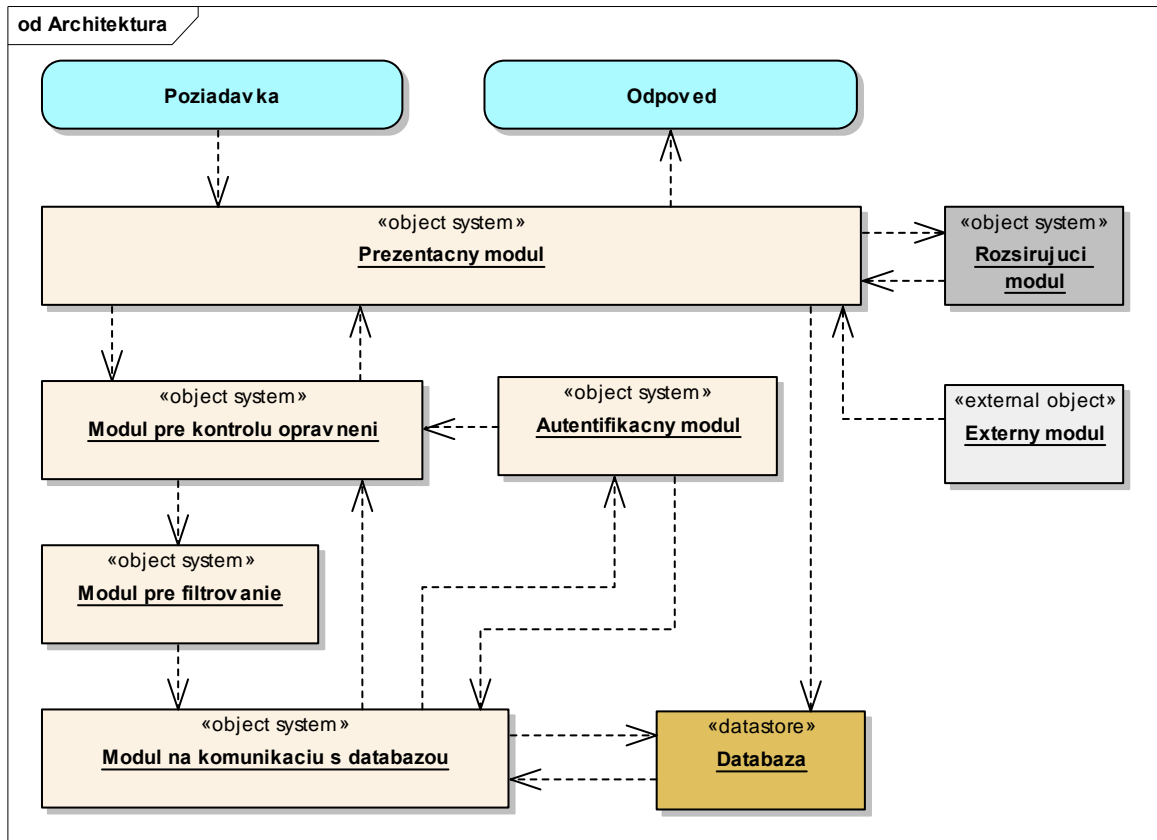 od Architektura
Poziadavka
Odpoved
«object system»
Prezentacny modul
«object system»
Rozsirujuci
modul
«object system»
Modul pre kontrolu opravneni
«object system»
Autentifikacny modul
«external object»
Externy modul
«object system»
Modul pre filtrovanie
«object system»
Modul na komunikaciu s databazou
«datastore»
Databaza